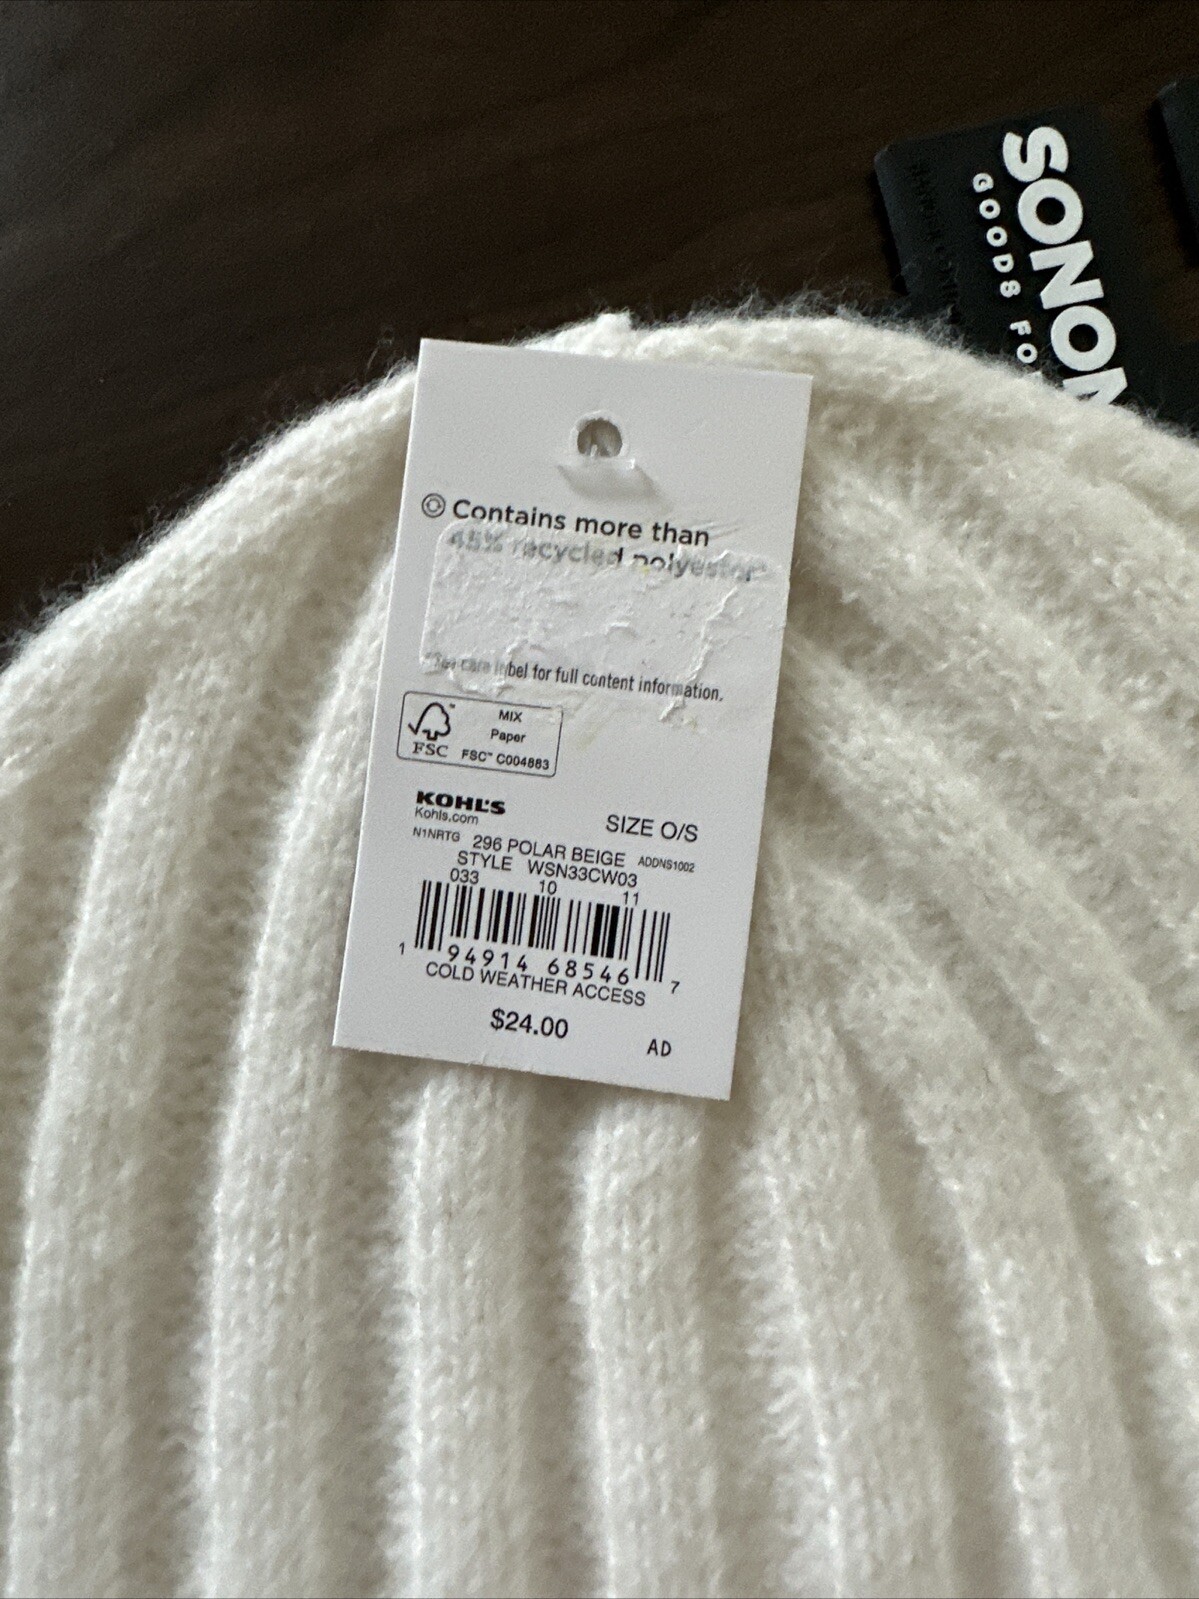 SONOM
GOODS FO
Contains more than
45% recycled polyester*
*See care label for full content information.
FSC™
MIX
Paper
FSC™ C004883
KOHL'S
Kohls.com
SIZE O/S
N1NRTG 296 POLAR BEIGE ADDNS1002
STYLE WSN33CW03
033 10 11
1 94914 68546 7
COLD WEATHER ACCESS
$24.00
AD